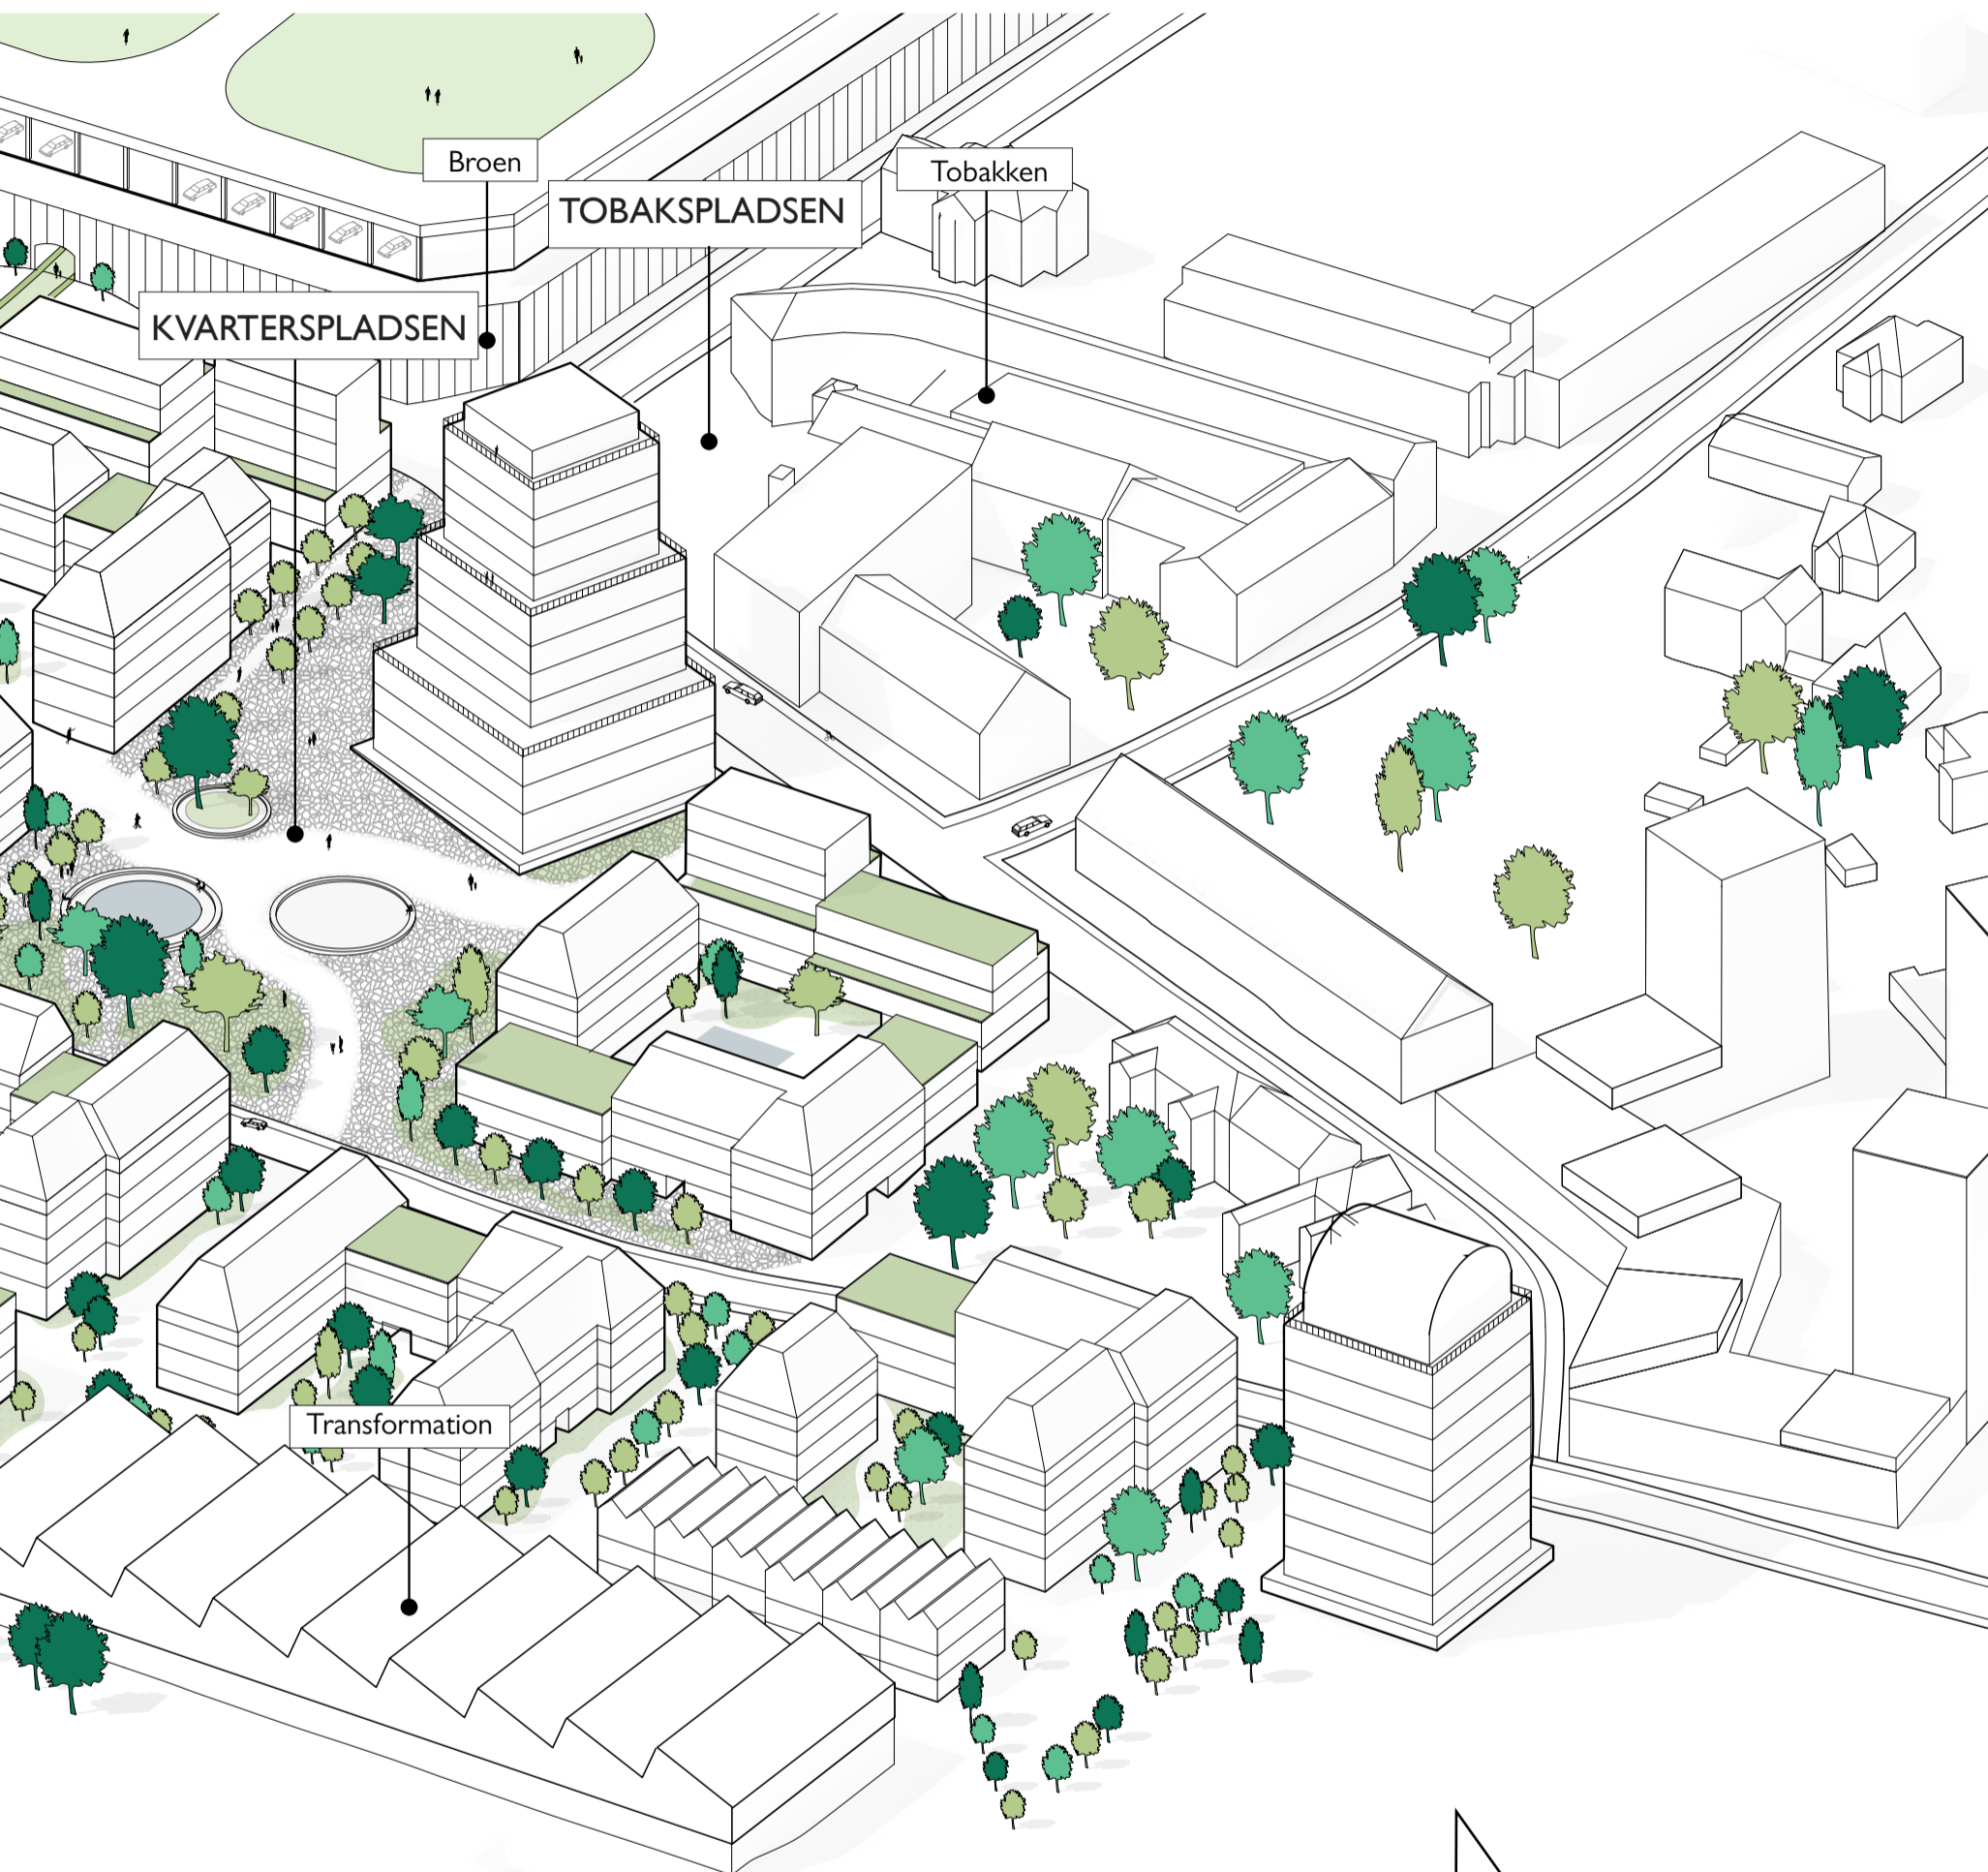 Broen
Tobakken
TOBAKSPLADSEN
KVARTERSPLADSEN
Transformation